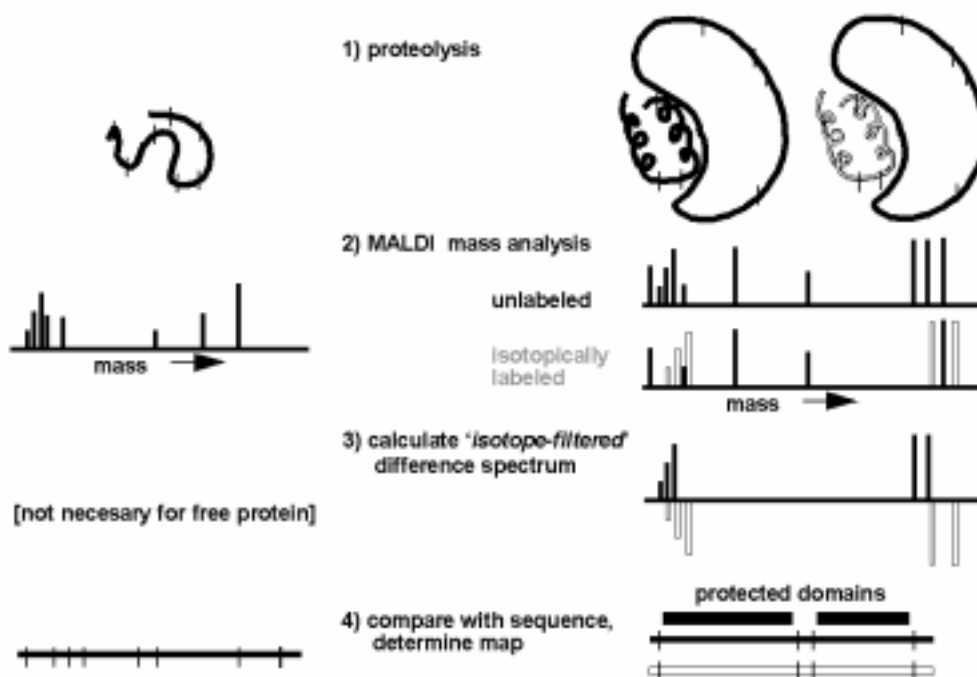 1) proteolysis
2) MALDI mass analysis
unlabeled
mass
isotopically
labeled
mass
3) calculate 'isotope-filtered'
difference spectrum
[not necesary for free protein]
protected domains
4) compare with sequence,
determine map